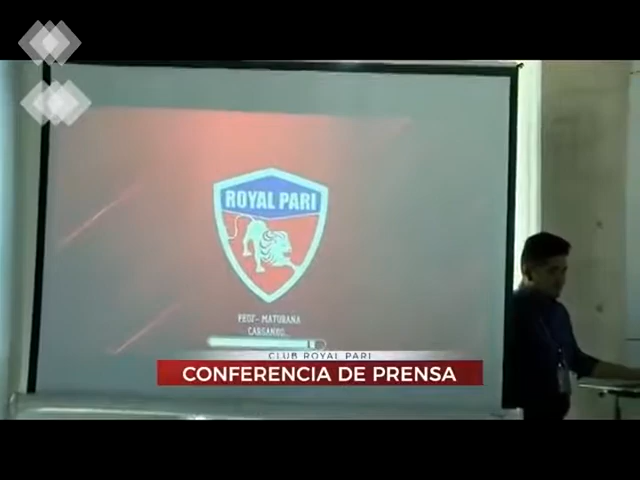 ROYAL PARI
PROF- MATURANA
CARGANDO...
CLUB ROYAL PARI
CONFERENCIA DE PRENSA